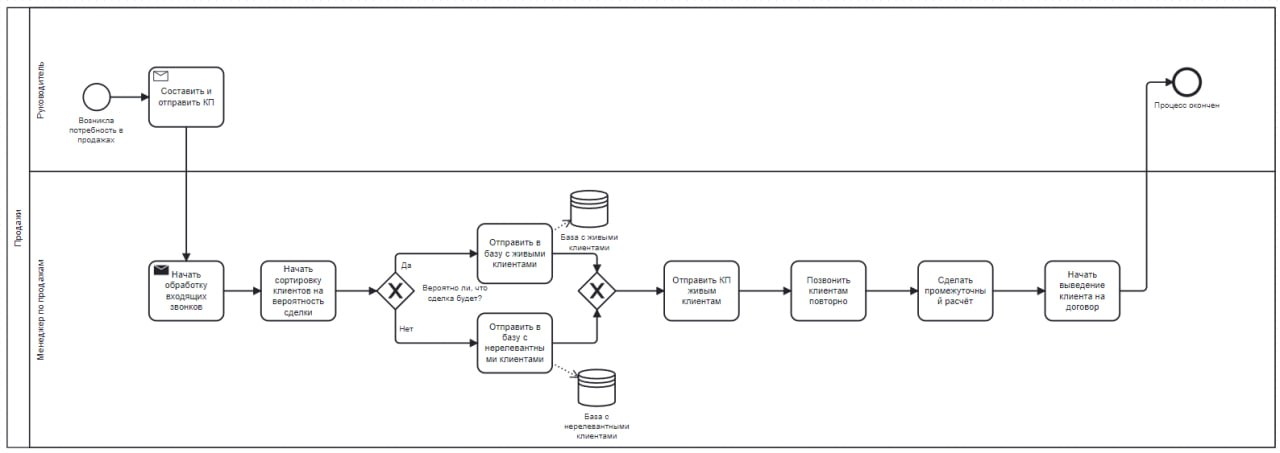 Продажи
Руководитель
Возникла
потребность в
продажах
Составить и
отправить КП
Процесс окончен
Менеджер по продажам
Начать
обработку
входящих
звонков
Начать
сортировку
клиентов на
вероятность
сделки
Да
Вероятно ли, что
сделка будет?
Нет
Отправить в
базу с живыми
клиентами
База с живыми
клиентами
Отправить в
базу с
нерелевантны
ми клиентами
База с
нерелевантными
клиентами
Отправить КП
живым
клиентам
Позвонить
клиентам
повторно
Сделать
промежуточны
й расчёт
Начать
выведение
клиента на
договор